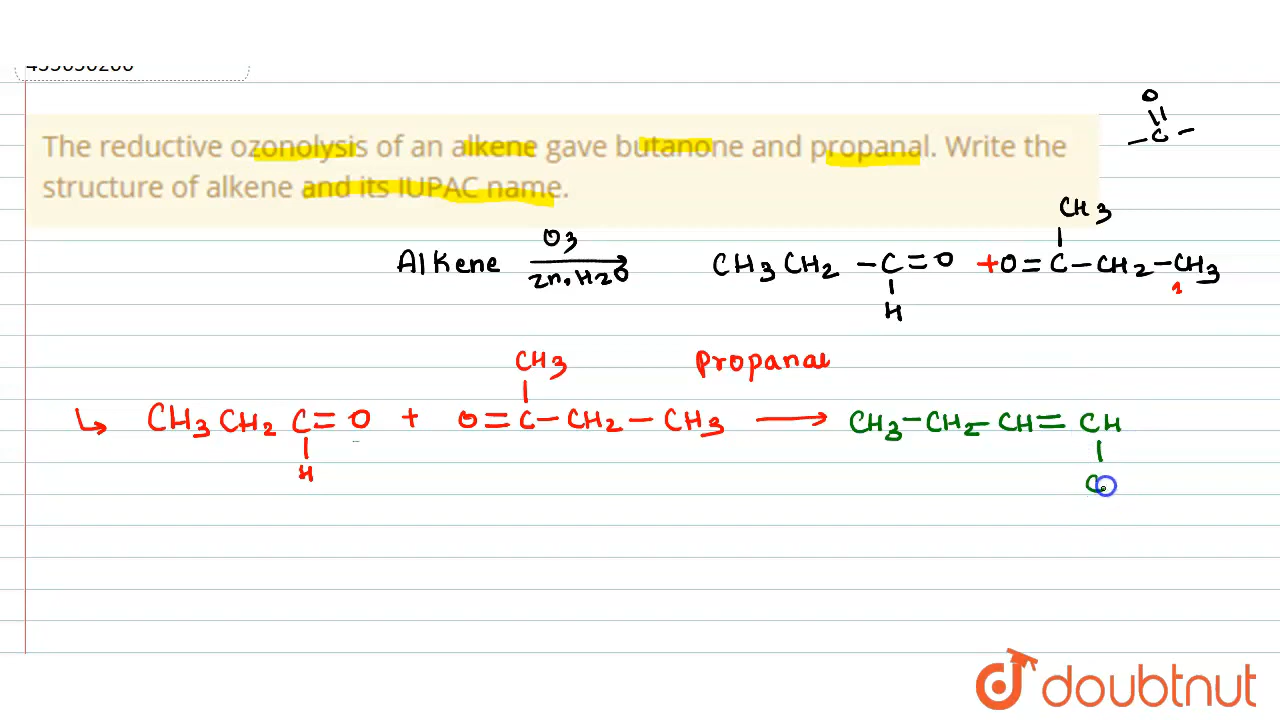 The reductive ozonolysis of an alkene gave butanone and propanal. Write the
structure of alkene and its IUPAC name.
O
||
– C –
CH3
|
Alkene O3 Zn, H2O CH3CH2 – C = O + O = C – CH2 – CH3
| 1
H
CH3 Propanal
|
↳ CH3CH2 C = O + O = C – CH2 – CH3 ⟶ CH3 – CH2 – CH = CH
| |
H C
doubtnut